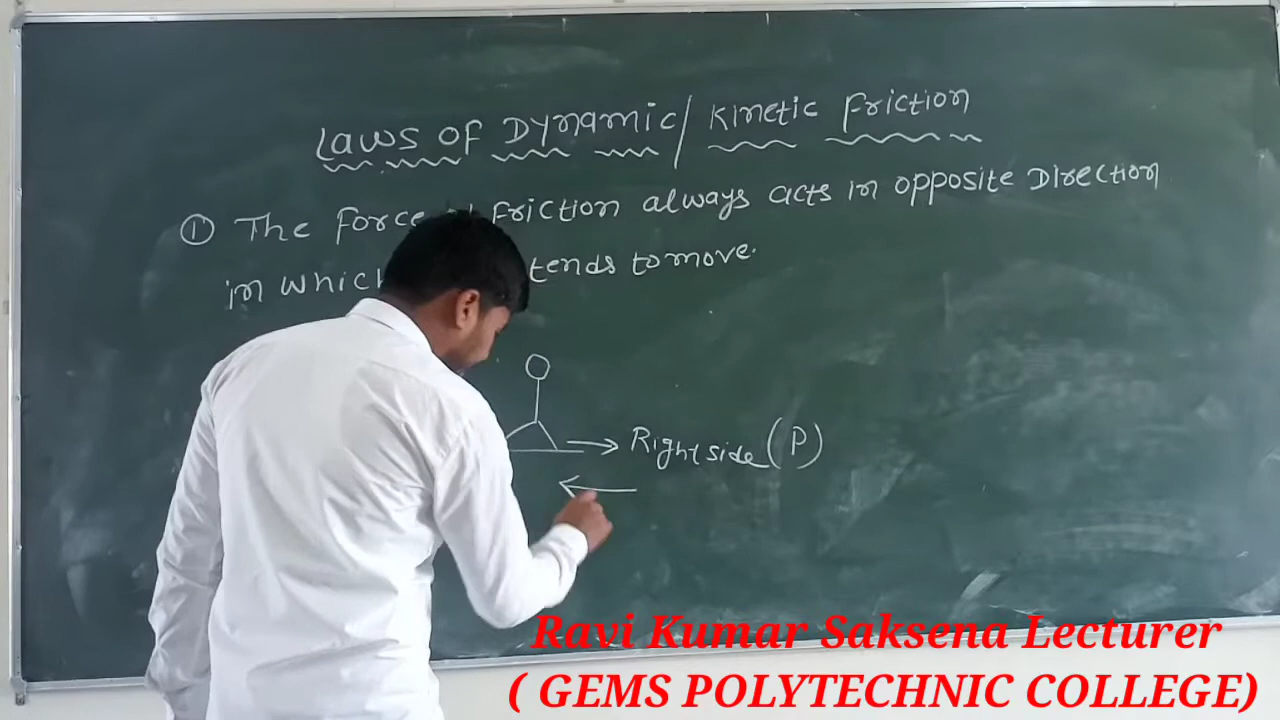 Laws of Dynamic/ Kinetic Friction
① The Force Friction always acts in opposite Direction
in which tends to move.
Right side (P)
Ravi Kumar Saksena Lecturer
( GEMS POLYTECHNIC COLLEGE)